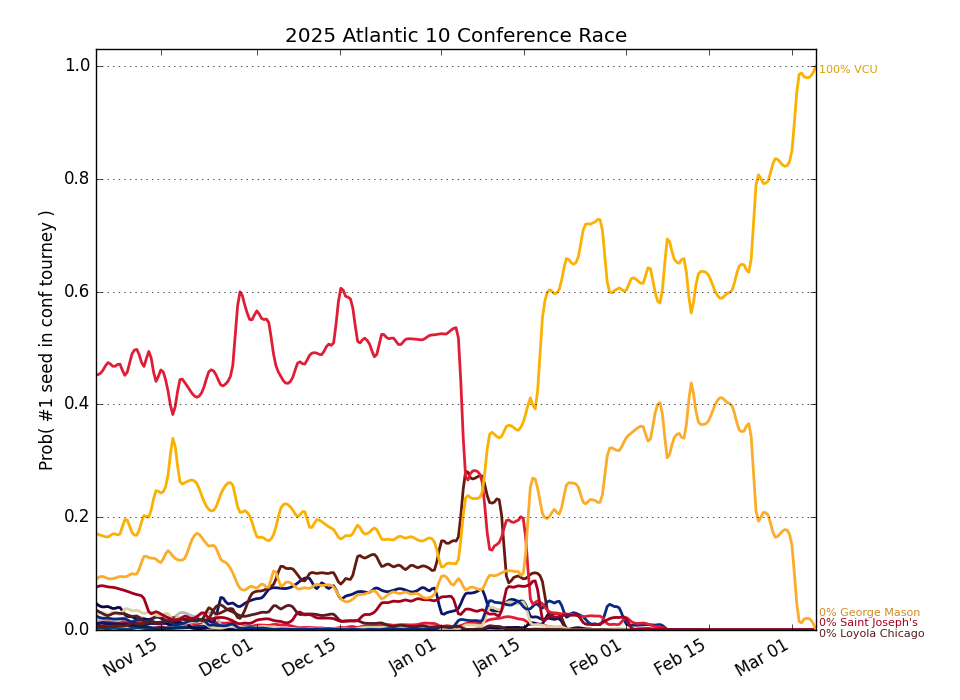 2025 Atlantic 10 Conference Race
Prob( #1 seed in conf tourney )
1.0
0.8
0.6
0.4
0.2
0.0
Nov 15
Dec 01
Dec 15
Jan 01
Jan 15
Feb 01
Feb 15
Mar 01
100% VCU
0% George Mason
0% Saint Joseph's
0% Loyola Chicago